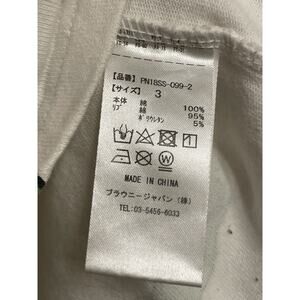 【品番】 PN18SS-099-2
【サイズ】 3
本体 綿 100%
リブ 綿 95%
ポリウレタン 5%
MADE IN CHINA
ブラウニージャパン (株)
TEL:03-5456-6033